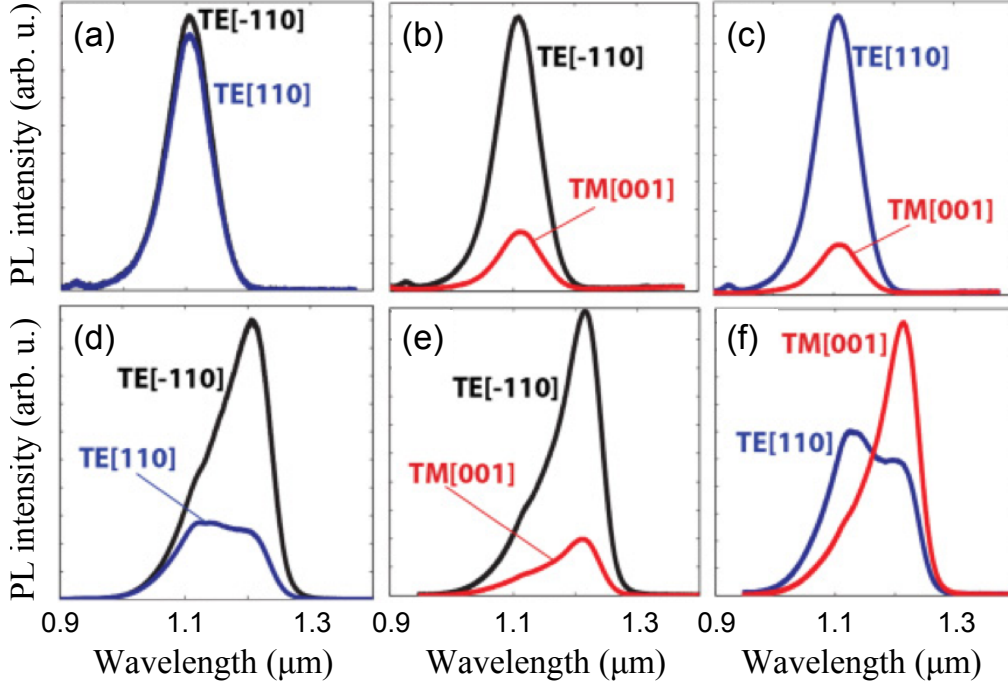 (a)
TE[-110]
TE[110]
(b)
TE[-110]
TM[001]
(c)
TE[110]
TM[001]
PL intensity (arb. u.)
(d)
TE[-110]
TE[110]
(e)
TE[-110]
TM[001]
(f)
TM[001]
TE[110]
PL intensity (arb. u.)
0.9 1.1 1.3 0.9 1.1 1.3 0.9 1.1 1.3
Wavelength (μm) Wavelength (μm) Wavelength (μm)